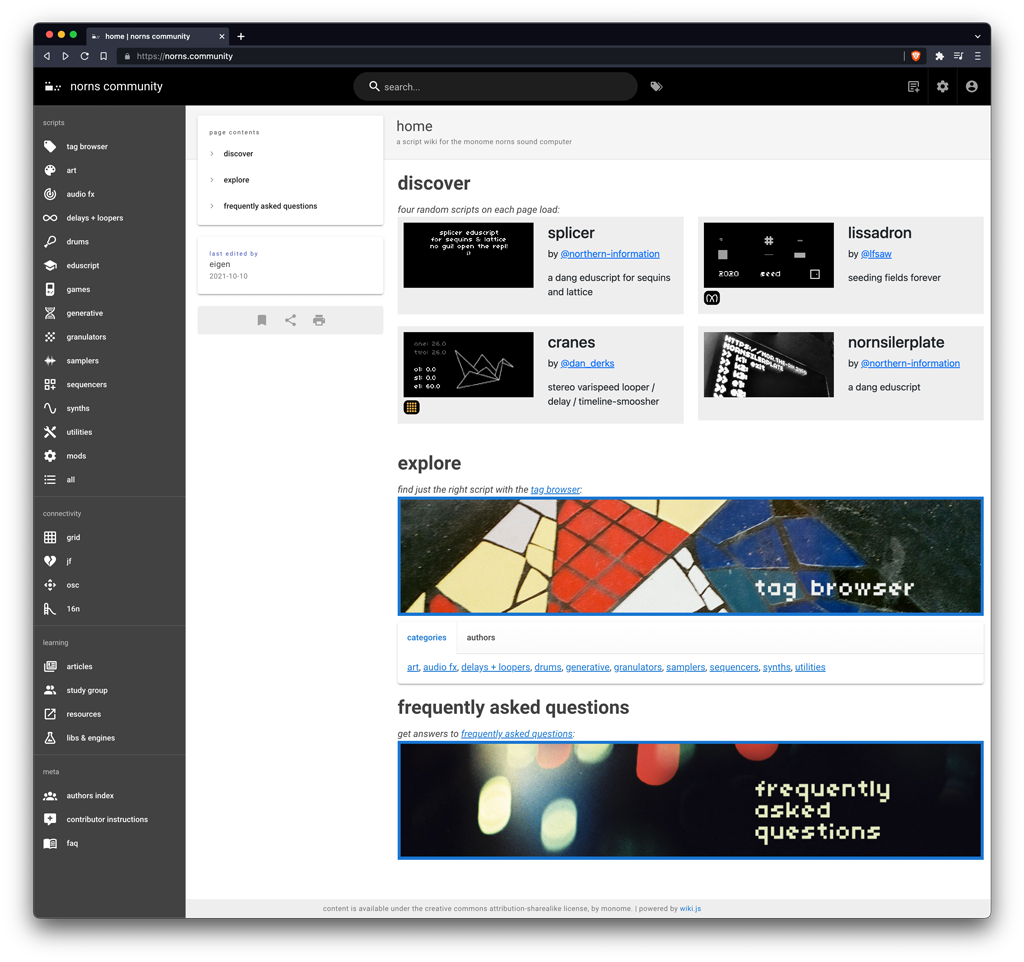 home | norns community
https://norns.community
norns community
search...
scripts
tag browser
art
audio fx
delays + loopers
drums
eduscript
games
generative
granulators
samplers
sequencers
synths
utilities
mods
all
connectivity
grid
jf
osc
16n
learning
articles
study group
resources
libs & engines
meta
authors index
contributor instructions
faq
page contents
discover
explore
frequently asked questions
last edited by
eigen
2021-10-10
home
a script wiki for the monome norns sound computer
discover
four random scripts on each page load:
splicer eduscript
for sequins & lattice
no gui! open the repl!
;)
splicer
by @northern-information
a dang eduscript for sequins
and lattice
2020 seed
lissadron
by @lfsaw
seeding fields forever
one: 26.0
two: 26.0
ol: 0.0
sl: 0.0
el: 60.0
cranes
by @dan_derks
stereo varispeed looper /
delay / timeline-smoosher
NORNSILERPLATE
exit
nornsilerplate
by @northern-information
a dang eduscript
explore
find just the right script with the tag browser:
tag browser
categories
authors
art, audio fx, delays + loopers, drums, generative, granulators, samplers, sequencers, synths, utilities
frequently asked questions
get answers to frequently asked questions:
frequently
asked
questions
content is available under the creative commons attribution-sharealike license, by monome. | powered by wiki.js